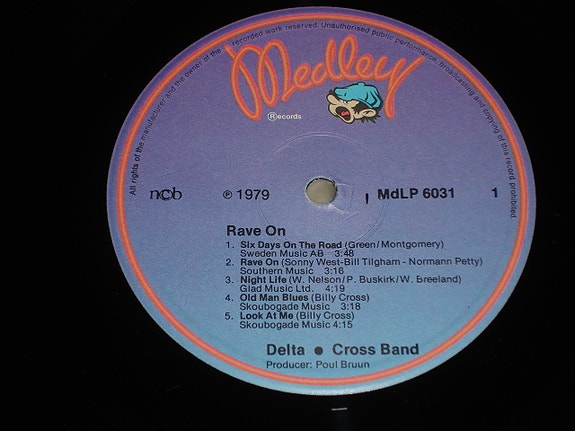 All rights of the manufacturer and the owner of the recorded work reserved. Unauthorised public performance, broadcasting and copying of this record prohibited
Medley
®ecords
ncb
℗ 1979
MdLP 6031
1
Rave On
1. Six Days On The Road (Green/Montgomery)
Sweden Music AB 3:48
2. Rave On (Sonny West-Bill Tilgham - Normann Petty)
Southern Music 3:16
3. Night Life (W. Nelson/P. Buskirk/W. Breeland)
Glad Music Ltd. 4:19
4. Old Man Blues (Billy Cross)
Skoubogade Music 3:18
5. Look At Me (Billy Cross)
Skoubogade Music 4:15
Delta ● Cross Band
Producer: Poul Bruun